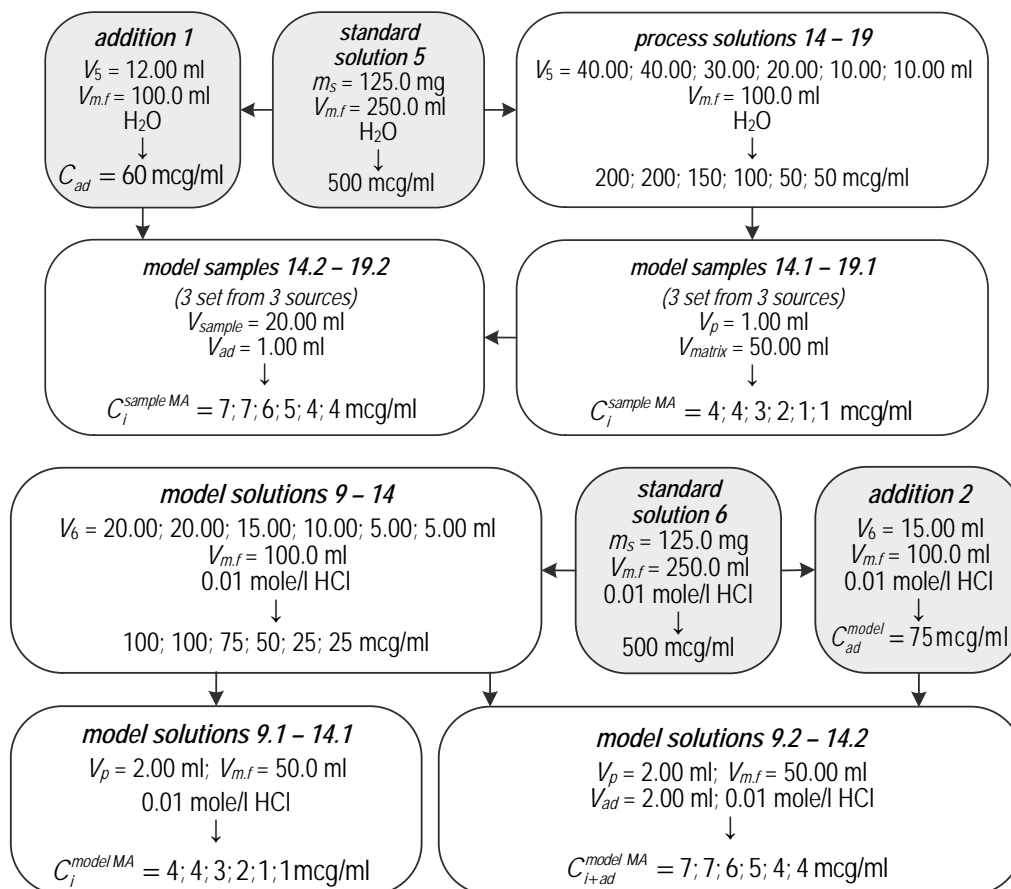 addition 1
V5 = 12.00 ml
Vm.f = 100.0 ml
H2O
↓
Cad = 60 mcg/ml
standard
solution 5
ms = 125.0 mg
Vm.f = 250.0 ml
H2O
↓
500 mcg/ml
process solutions 14 – 19
V5 = 40.00; 40.00; 30.00; 20.00; 10.00; 10.00 ml
Vm.f = 100.0 ml
H2O
↓
200; 200; 150; 100; 50; 50 mcg/ml
model samples 14.2 – 19.2
(3 set from 3 sources)
Vsample = 20.00 ml
Vad = 1.00 ml
↓
Ci^sample MA = 7; 7; 6; 5; 4; 4 mcg/ml
model samples 14.1 – 19.1
(3 set from 3 sources)
Vp = 1.00 ml
Vmatrix = 50.00 ml
↓
Ci^sample MA = 4; 4; 3; 2; 1; 1 mcg/ml
model solutions 9 – 14
V6 = 20.00; 20.00; 15.00; 10.00; 5.00; 5.00 ml
Vm.f = 100.0 ml
0.01 mole/l HCl
↓
100; 100; 75; 50; 25; 25 mcg/ml
standard
solution 6
ms = 125.0 mg
Vm.f = 250.0 ml
0.01 mole/l HCl
↓
500 mcg/ml
addition 2
V6 = 15.00 ml
Vm.f = 100.0 ml
0.01 mole/l HCl
↓
Cad^model = 75 mcg/ml
model solutions 9.1 – 14.1
Vp = 2.00 ml; Vm.f = 50.0 ml
0.01 mole/l HCl
↓
Ci^model MA = 4; 4; 3; 2; 1; 1 mcg/ml
model solutions 9.2 – 14.2
Vp = 2.00 ml; Vm.f = 50.00 ml
Vad = 2.00 ml; 0.01 mole/l HCl
↓
Ci+ad^model MA = 7; 7; 6; 5; 4; 4 mcg/ml